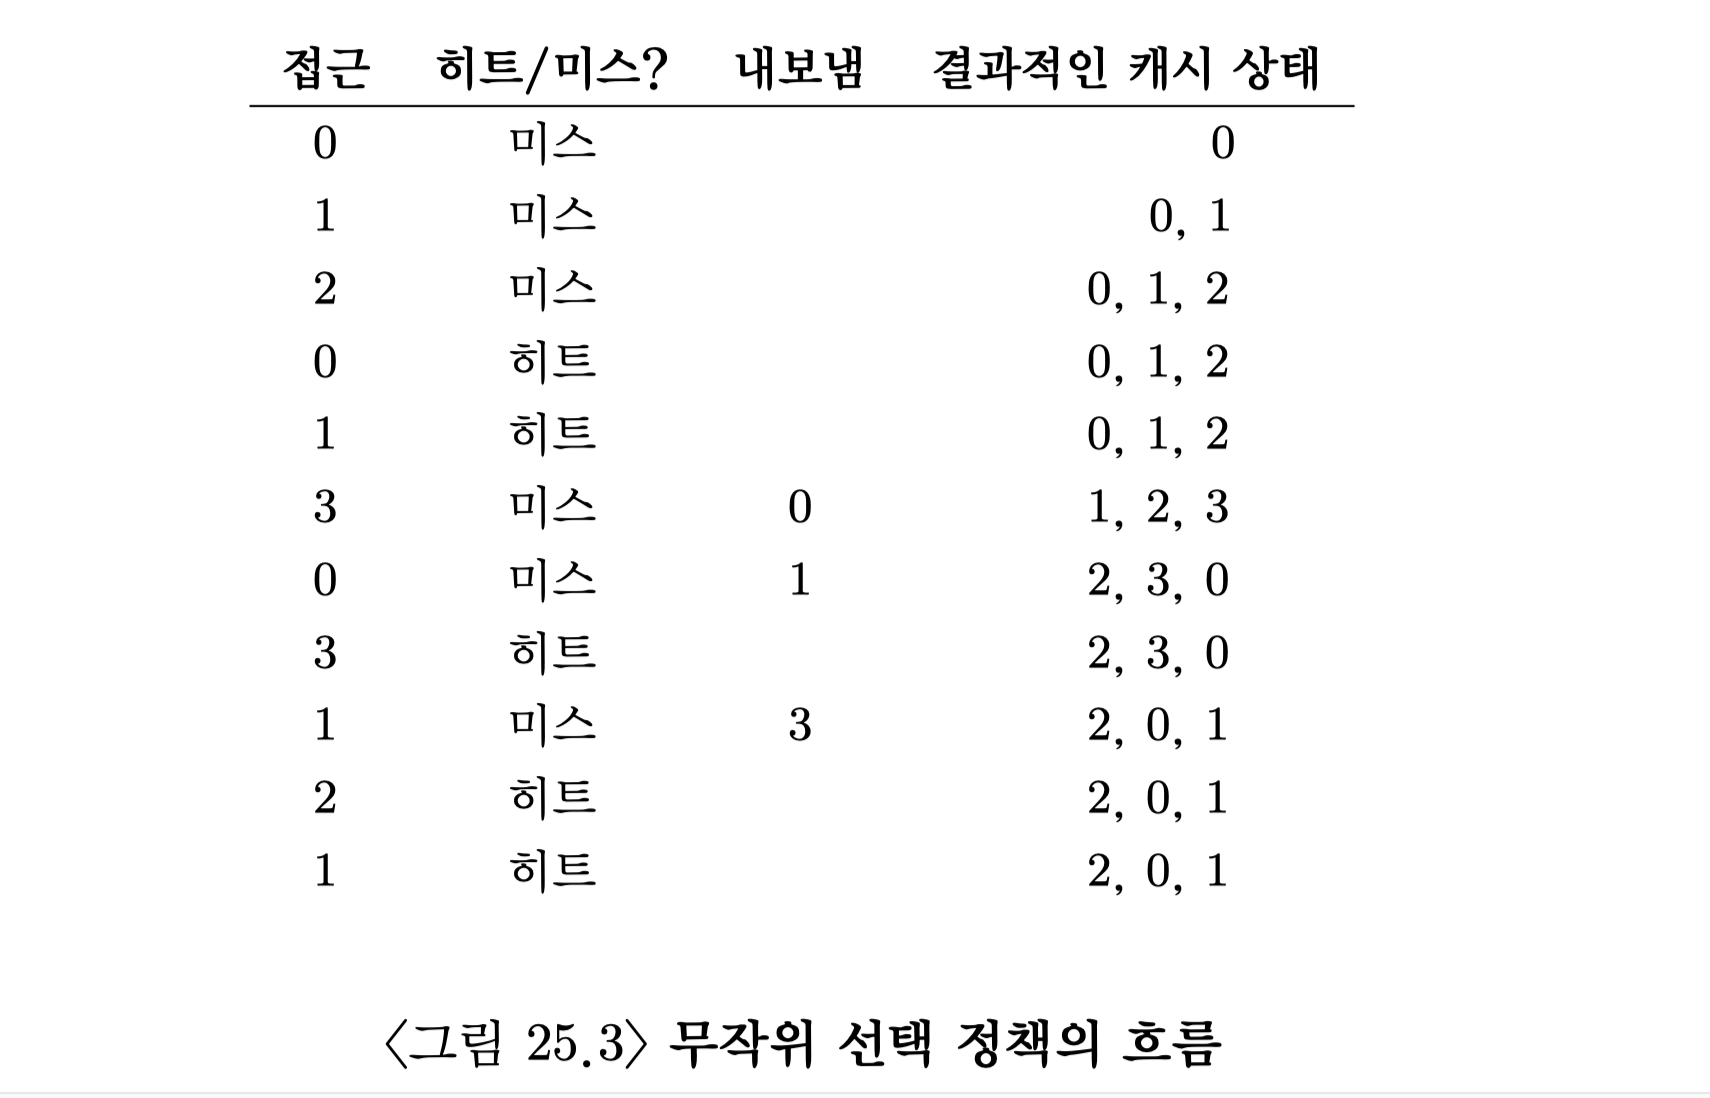 접근 히트/미스? 내보냄 결과적인 캐시 상태
0 미스 0
1 미스 0, 1
2 미스 0, 1, 2
0 히트 0, 1, 2
1 히트 0, 1, 2
3 미스 0 1, 2, 3
0 미스 1 2, 3, 0
3 히트 2, 3, 0
1 미스 3 2, 0, 1
2 히트 2, 0, 1
1 히트 2, 0, 1
〈그림 25.3〉 무작위 선택 정책의 흐름